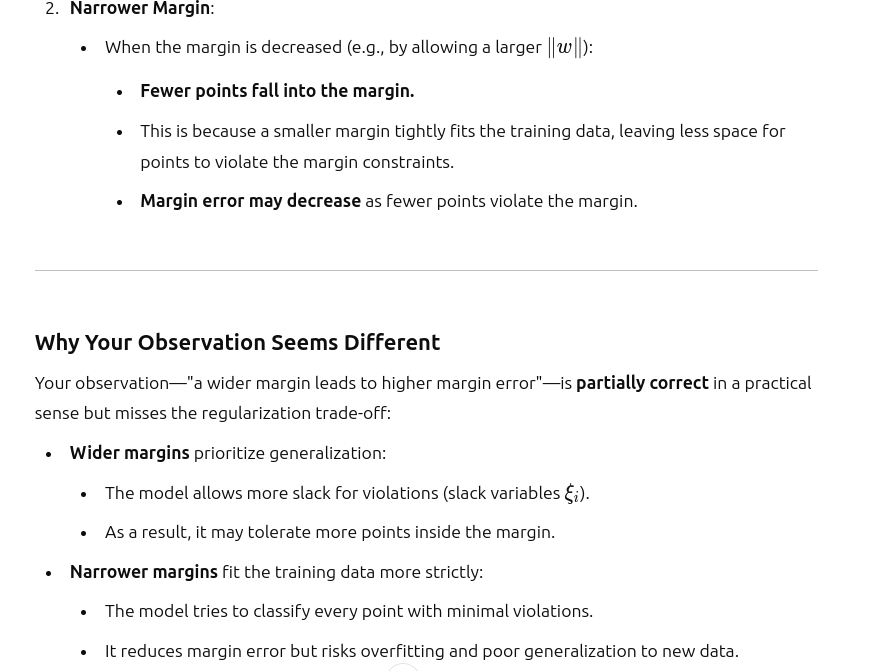 2. Narrower Margin:
• When the margin is decreased (e.g., by allowing a larger ‖w‖):
• Fewer points fall into the margin.
• This is because a smaller margin tightly fits the training data, leaving less space for
points to violate the margin constraints.
• Margin error may decrease as fewer points violate the margin.
Why Your Observation Seems Different
Your observation—"a wider margin leads to higher margin error"—is partially correct in a practical
sense but misses the regularization trade-off:
• Wider margins prioritize generalization:
• The model allows more slack for violations (slack variables ξᵢ).
• As a result, it may tolerate more points inside the margin.
• Narrower margins fit the training data more strictly:
• The model tries to classify every point with minimal violations.
• It reduces margin error but risks overfitting and poor generalization to new data.